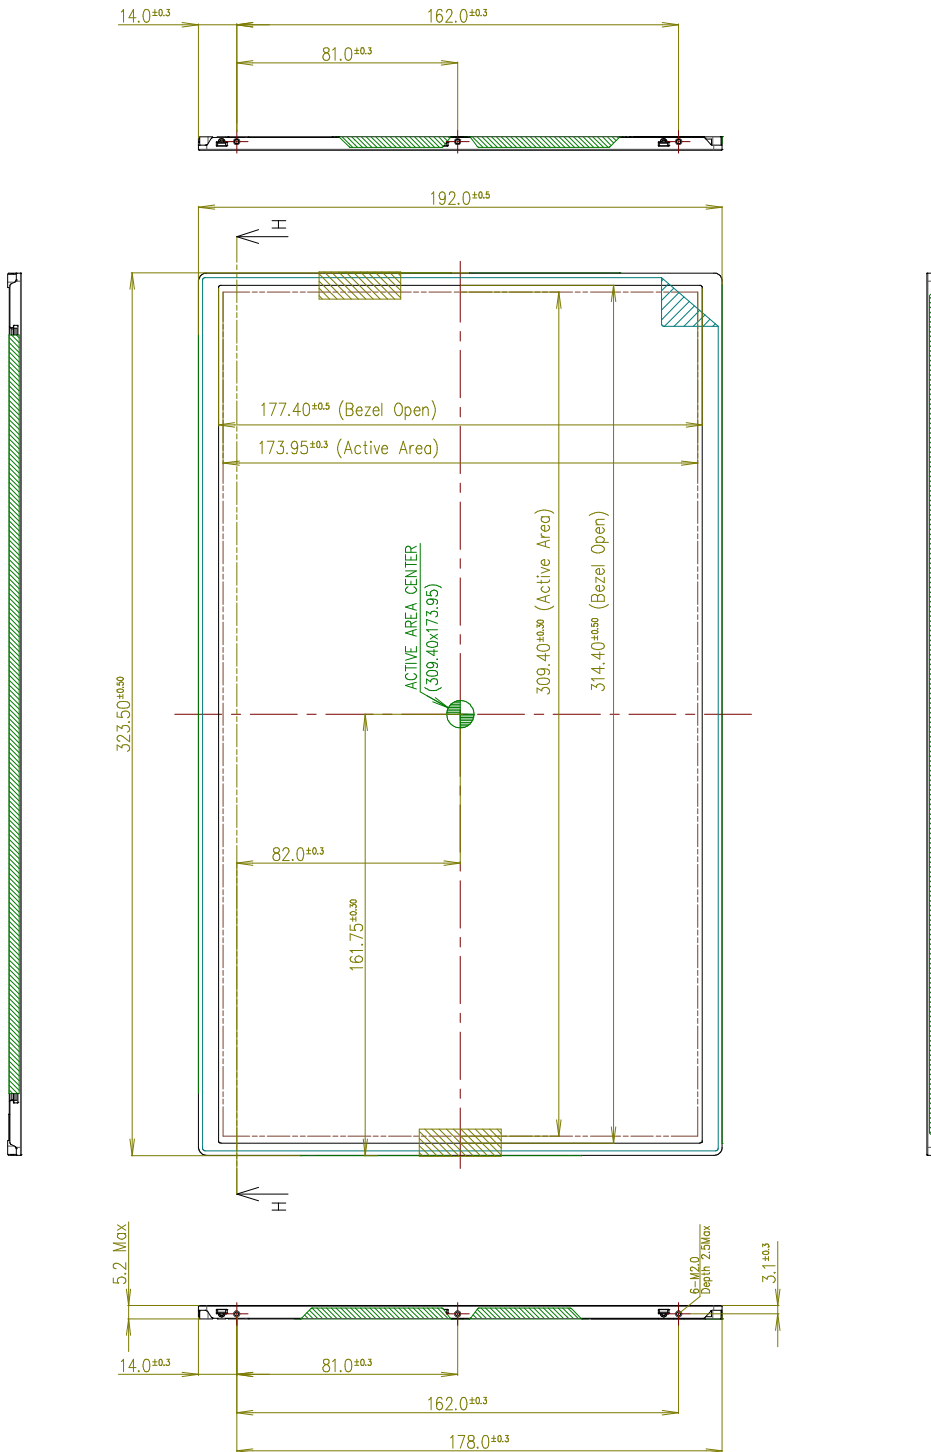 14.0±0.3
162.0±0.3
81.0±0.3
192.0±0.5
H
177.40±0.5 (Bezel Open)
173.95±0.3 (Active Area)
ACTIVE AREA CENTER
(309.40x173.95)
309.40±0.30 (Active Area)
314.40±0.50 (Bezel Open)
323.50±0.50
82.0±0.3
161.75±0.30
H
5.2 Max
6-M2.0
Depth 2.5Max
3.1±0.3
14.0±0.3
81.0±0.3
162.0±0.3
178.0±0.3